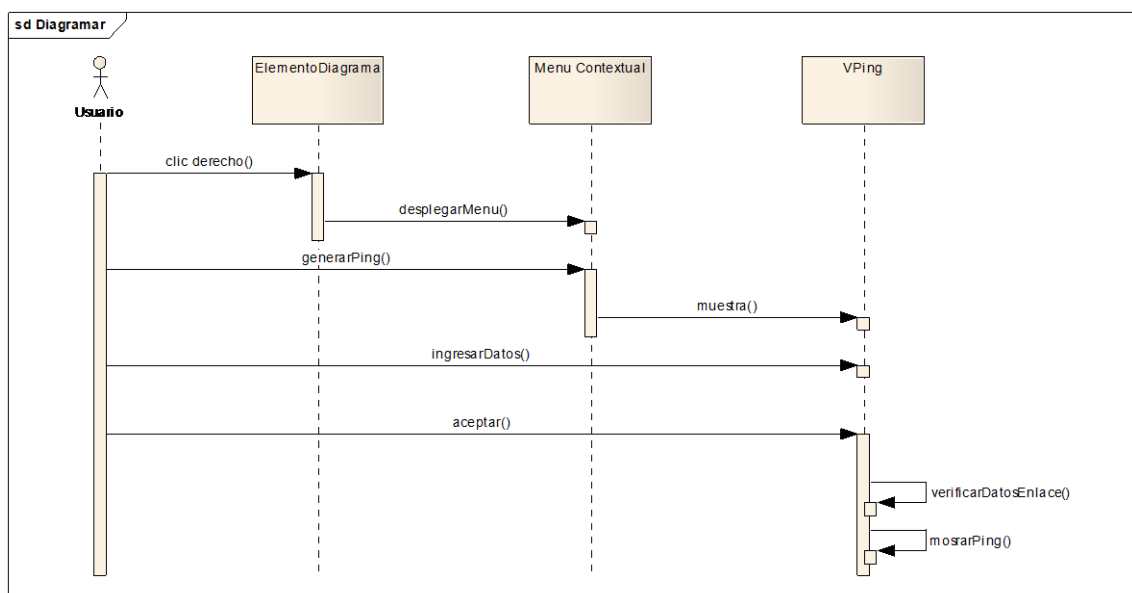 sd Diagramar
Usuario
ElementoDiagrama
Menu Contextual
VPing
clic derecho()
desplegarMenu()
generarPing()
muestra()
ingresarDatos()
aceptar()
verificarDatosEnlace()
mosrarPing()